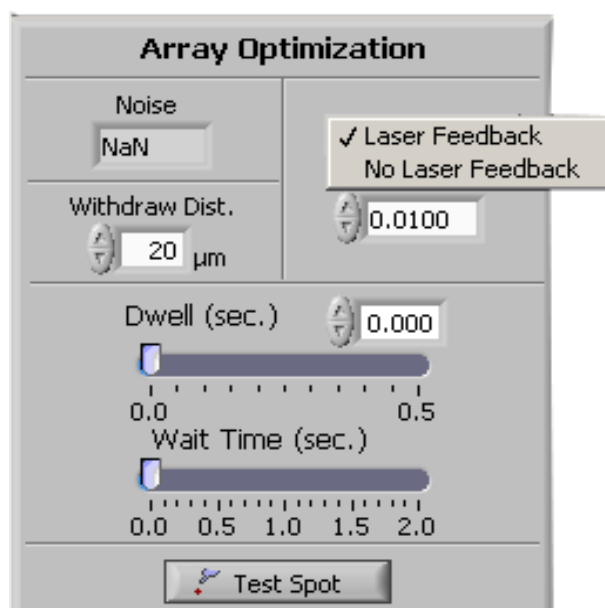 Array Optimization
Noise
NaN
✓ Laser Feedback
No Laser Feedback
Withdraw Dist.
20 µm
0.0100
Dwell (sec.) 0.000
0.0 0.5
Wait Time (sec.)
0.0 0.5 1.0 1.5 2.0
Test Spot